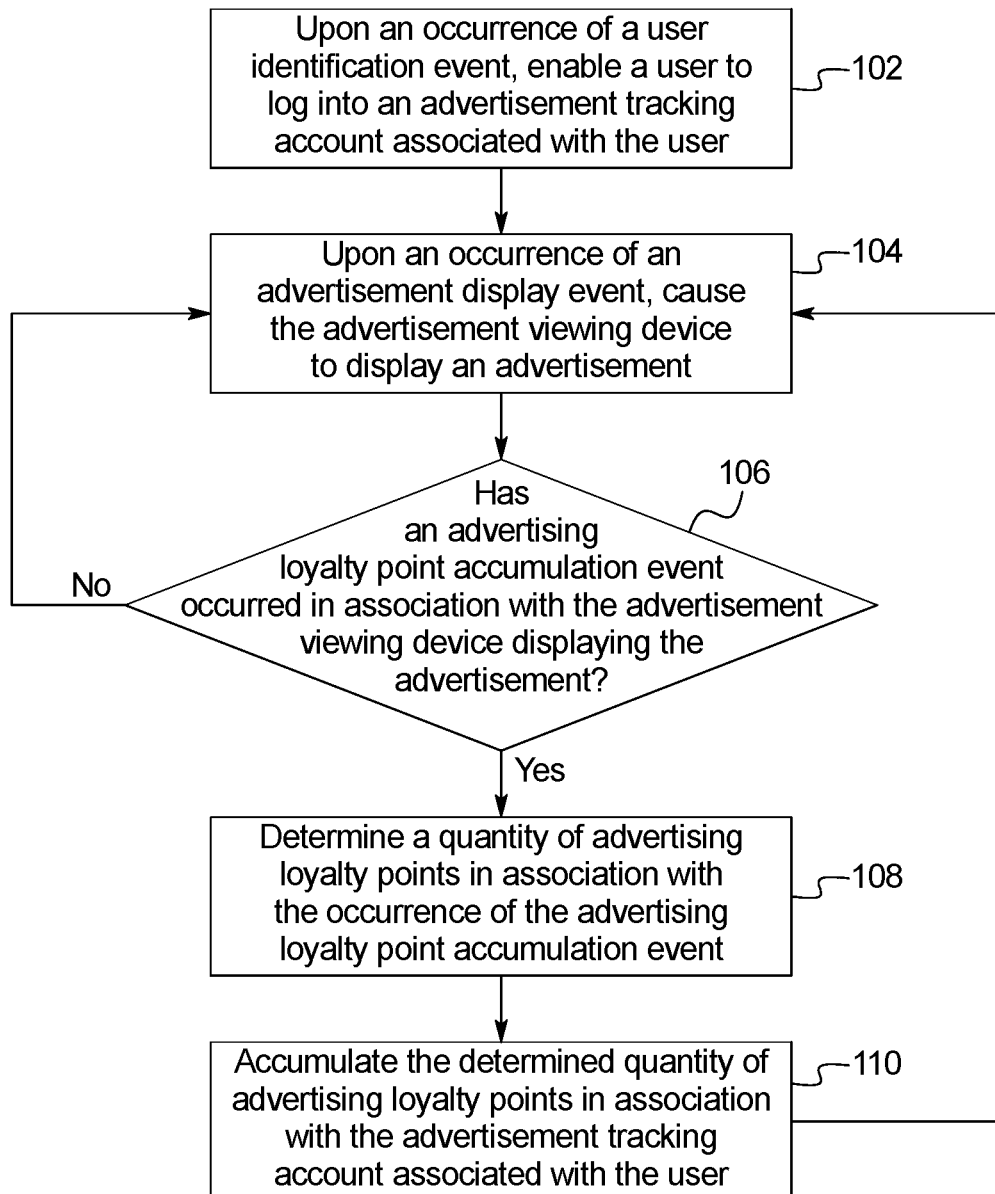 Upon an occurrence of a user
identification event, enable a user to
log into an advertisement tracking
account associated with the user
102
Upon an occurrence of an
advertisement display event, cause
the advertisement viewing device
to display an advertisement
104
106
Has
an advertising
loyalty point accumulation event
occurred in association with the advertisement
viewing device displaying the
advertisement?
No
Yes
Determine a quantity of advertising
loyalty points in association with
the occurrence of the advertising
loyalty point accumulation event
108
Accumulate the determined quantity of
advertising loyalty points in association
with the advertisement tracking
account associated with the user
110